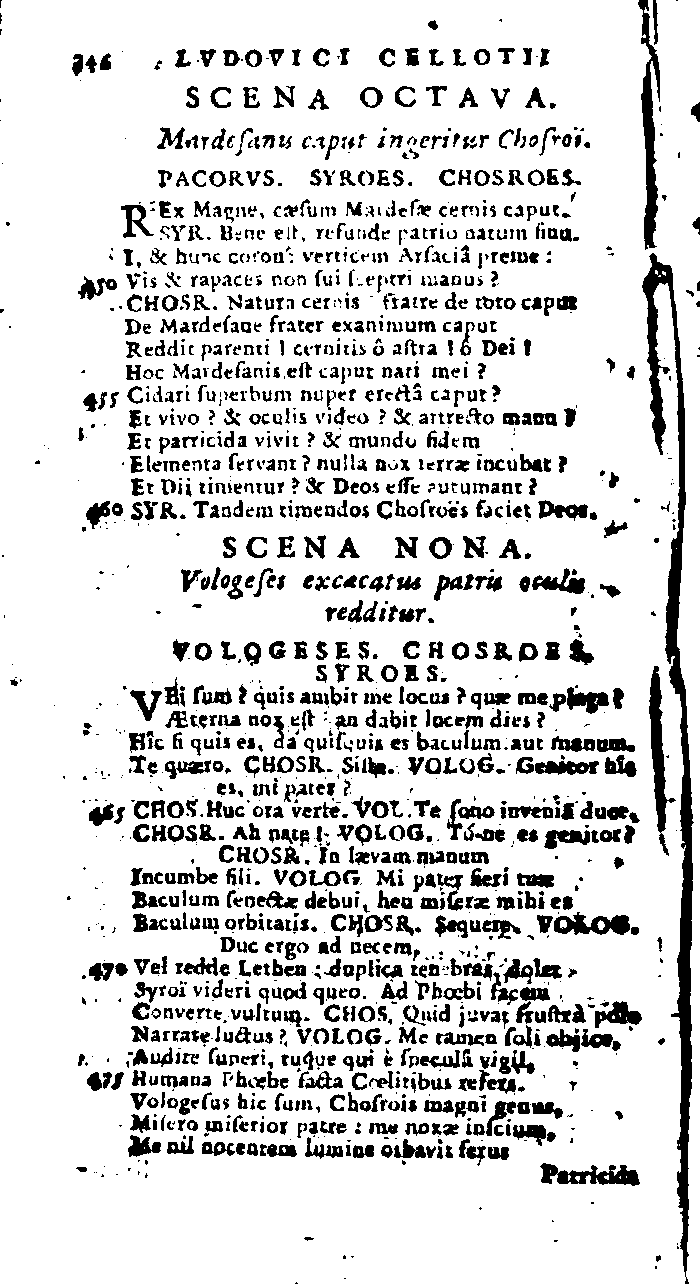 346 LVDOVICI CELLOTII
SCENA OCTAVA.
Mardeſanis caput ingeritur Choſroi.
PACORVS. SYROES. CHOSROES.
REx Magne, cæſum Mardeſæ cernis caput.
SYR. Bene eſt, refunde patrio natum ſinu.
I, & hunc coronis verticem Arſaciâ preme:
450 Vis & rapaces non ſui ſceptri manus?
CHOSR. Natura cernis fratre de toto caput
De Mardeſane frater exanimum caput
Reddit parenti! cernitis ô aſtra! ô Dei!
Hoc Mardeſanis eſt caput nati mei?
455 Cidari ſuperbum nuper erectâ caput?
Et vivo? & oculis video? & attrecto manu?
Et parricida vivit? & mundo fidem
Elementa ſervant? nulla nox terræ incubat?
Et Dii timentur? & Deos eſſe autumant?
460 SYR. Tandem timendos Choſroës faciet Deos.
SCENA NONA.
Vologeſes excæcatus patris oculis
redditur.
VOLOGESES. CHOSROES.
SYROES.
VBi ſum? quis ambit me locus? quæ me plaga?
Æterna nox eſt: an dabit lucem dies?
Hîc ſi quis es, da quiſquis es baculum aut manum.
Te quæro. CHOSR. Siſte. VOLOG. Genitor hîc
es, mi pater?
465 CHOS. Huc ora verte. VOL. Te ſono inveniâ duce.
CHOSR. Ah nate! VOLOG. Tú-ne es genitor?
CHOSR. In lævam manum
Incumbe fili. VOLOG. Mi pater fieri tuæ
Baculum ſenectæ debui, heu miſeræ mihi es
Baculum orbitatis. CHOSR. Sequere. VOLOG.
Duc ergo ad necem,
470 Vel redde Lethen; duplica tenebras, dolet
Syroï videri quod queo. Ad Phœbi facem
Converte vultum. CHOS. Quid juvat fruſtrà
Narrare luctus? VOLOG. Me tamen ſoli objice,
Audite ſuperi, tuque qui è ſpeculâ vigil,
475 Humana Phœbe facta Cœlitibus refers.
Vologeſus hic ſum, Choſrois magni genus,
Miſero miſerior patre: me noxæ inſcium,
Me nil nocentem lumine orbavit ferus
Patricida